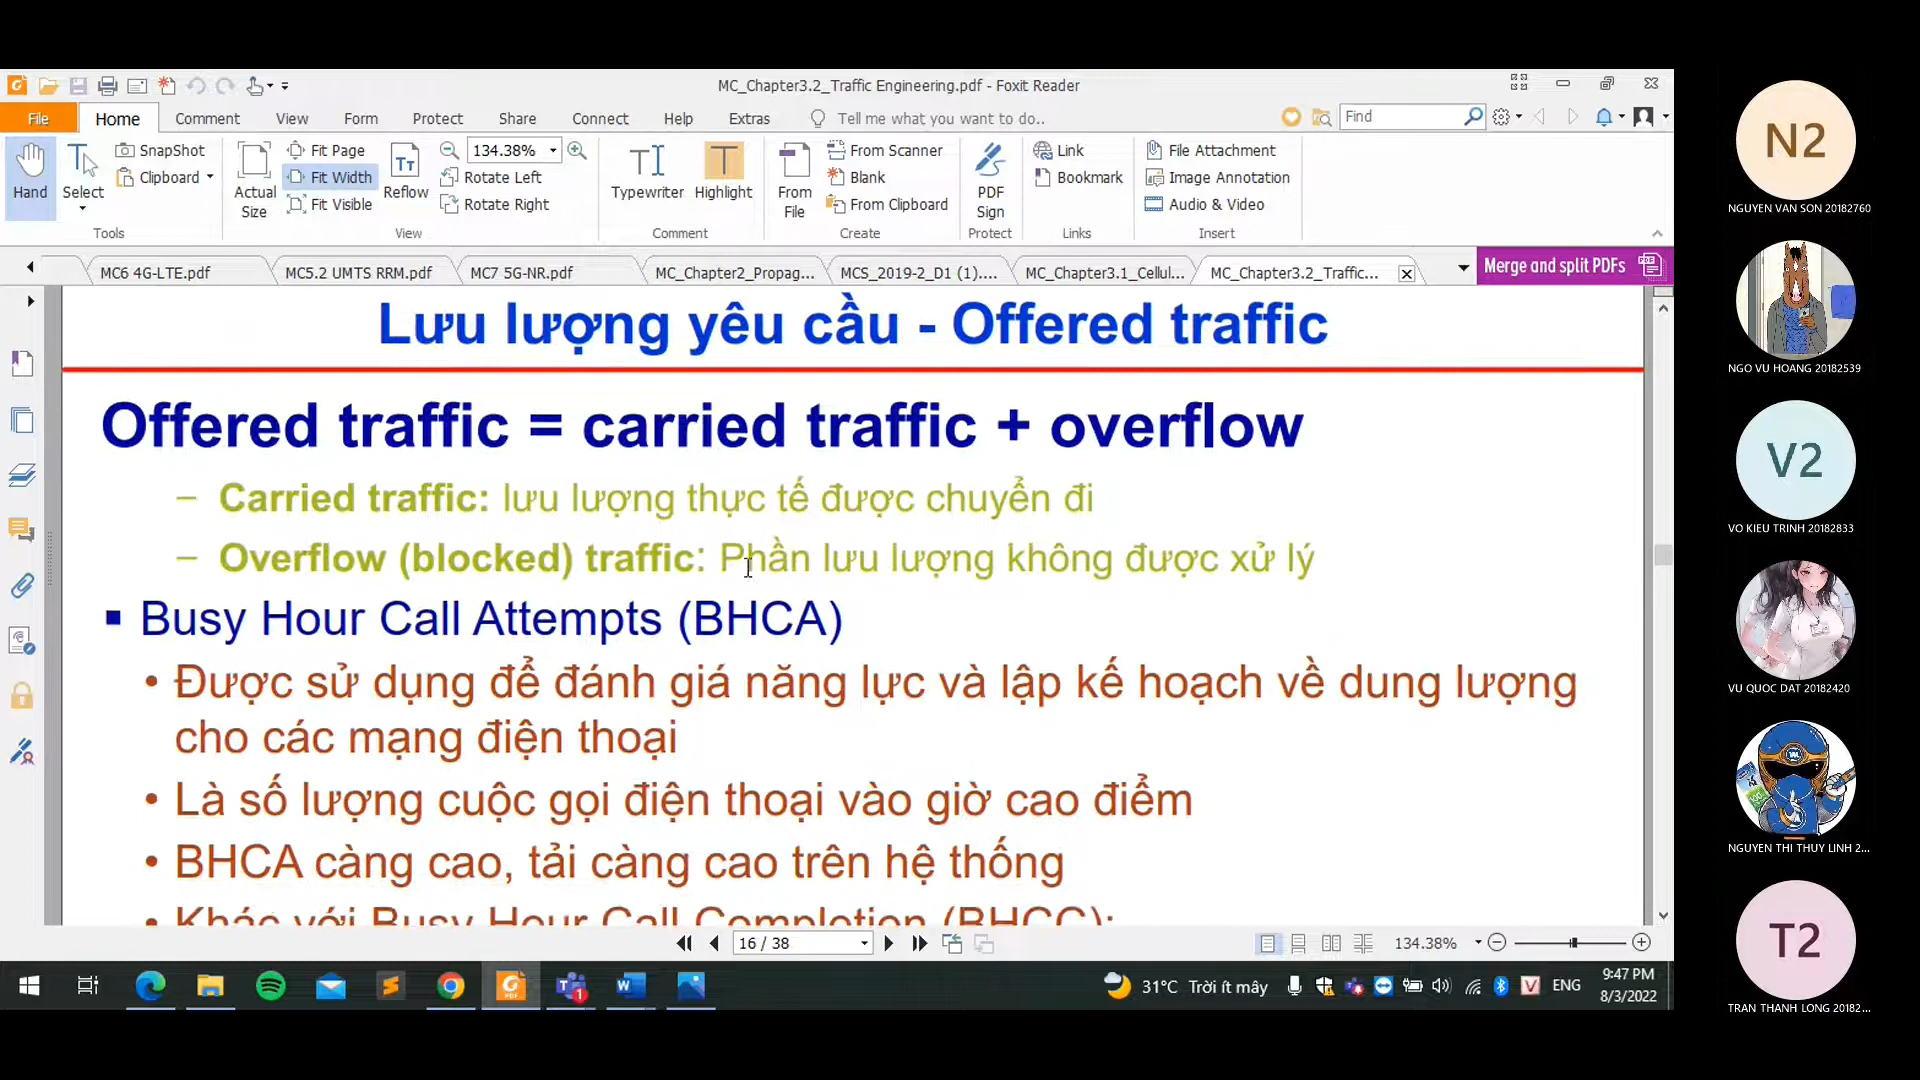 MC_Chapter3.2_Traffic Engineering.pdf - Foxit Reader
File Home Comment View Form Protect Share Connect Help Extras Tell me what you want to do.. Find
Hand
Select
SnapShot
Clipboard
Tools
Actual Size
Fit Page
Fit Width
Fit Visible
Reflow
134.38%
Rotate Left
Rotate Right
View
Typewriter
Highlight
Comment
From File
From Scanner
Blank
From Clipboard
Create
PDF Sign
Protect
Link
Bookmark
Links
File Attachment
Image Annotation
Audio & Video
Insert
MC6 4G-LTE.pdf MC5.2 UMTS RRM.pdf MC7 5G-NR.pdf MC_Chapter2_Propag... MCS_2019-2_D1 (1).... MC_Chapter3.1_Cellul... MC_Chapter3.2_Traffic... Merge and split PDFs
Lưu lượng yêu cầu - Offered traffic
Offered traffic = carried traffic + overflow
– Carried traffic: lưu lượng thực tế được chuyển đi
– Overflow (blocked) traffic: Phần lưu lượng không được xử lý
▪ Busy Hour Call Attempts (BHCA)
• Được sử dụng để đánh giá năng lực và lập kế hoạch về dung lượng
cho các mạng điện thoại
• Là số lượng cuộc gọi điện thoại vào giờ cao điểm
• BHCA càng cao, tải càng cao trên hệ thống
• Khác với Busy Hour Call Completion (BHCC):
16 / 38
134.38%
31°C Trời ít mây
ENG
9:47 PM
8/3/2022
N2
NGUYEN VAN SON 20182760
NGO VU HOANG 20182539
V2
VO KIEU TRINH 20182833
VU QUOC DAT 20182420
NGUYEN THI THUY LINH 2...
T2
TRAN THANH LONG 20182...